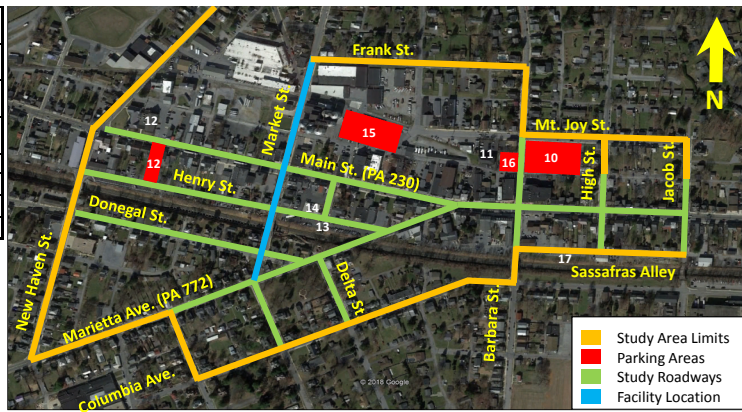 Frank St.
N
Market St.
12
15
Mt. Joy St.
11
16
10
12
Main St. (PA 230)
High St.
Jacob St.
Henry St.
14
13
Donegal St.
17
Sassafras Alley
New Haven St.
Marietta Ave. (PA 772)
Delta St
Barbara St.
Columbia Ave.
© 2018 Google
Study Area Limits
Parking Areas
Study Roadways
Facility Location